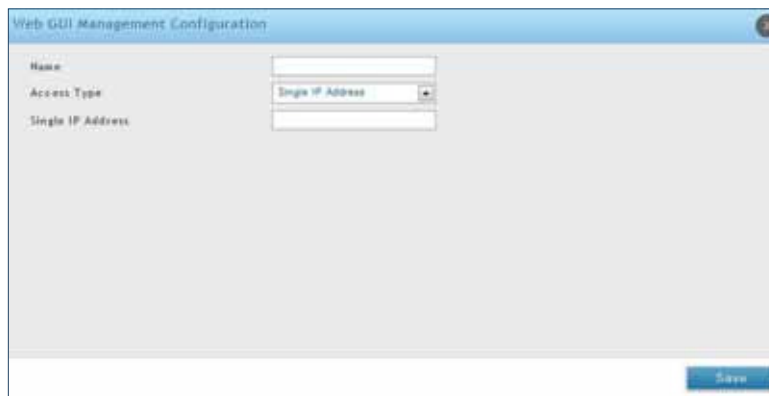 Web GUI Management Configuration
Name
Access Type
Single IP Address
Single IP Address
Save